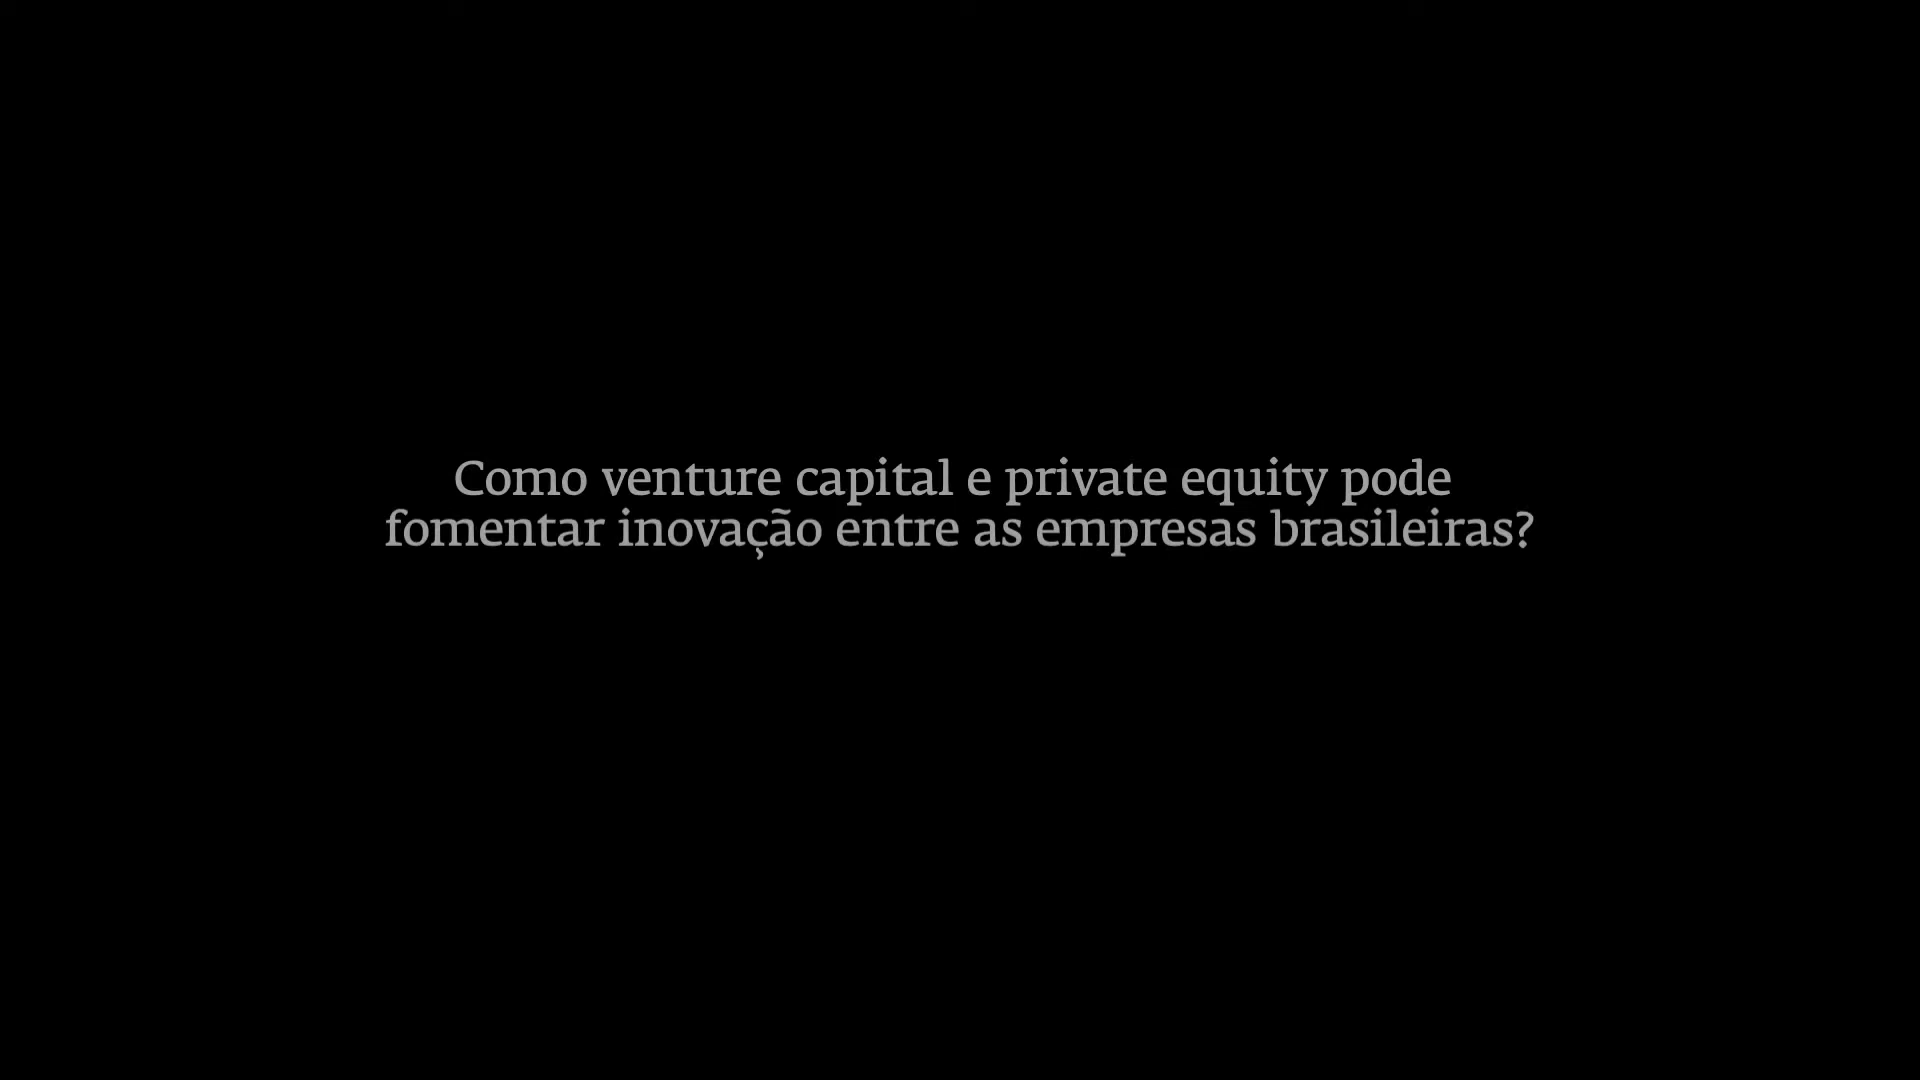 Como venture capital e private equity pode
fomentar inovação entre as empresas brasileiras?